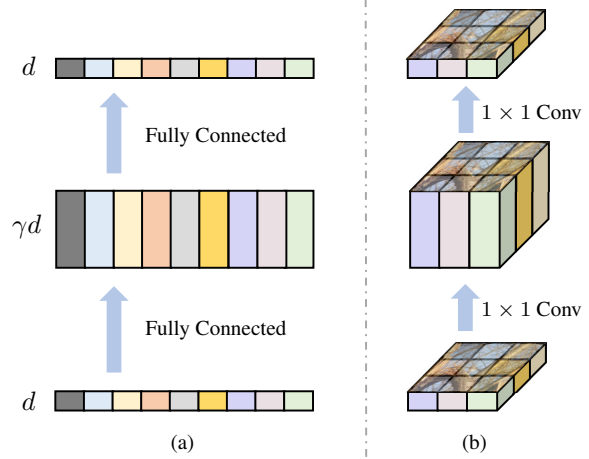 d
Fully Connected
γd
Fully Connected
d
(a)
1 × 1 Conv
1 × 1 Conv
(b)